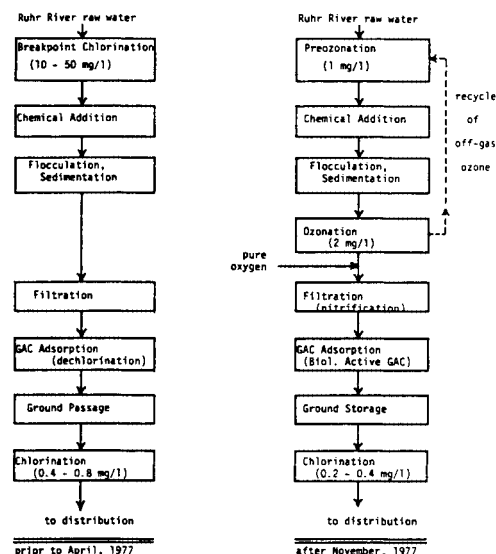 Ruhr River raw water
Breakpoint Chlorination
(10 - 50 mg/l)
Chemical Addition
Flocculation,
Sedimentation
Filtration
GAC Adsorption
(dechlorination)
Ground Passage
Chlorination
(0.4 - 0.8 mg/l)
to distribution
prior to April, 1977
Ruhr River raw water
Preozonation
(1 mg/l)
recycle
of
off-gas
ozone
Chemical Addition
Flocculation,
Sedimentation
Ozonation
(2 mg/l)
pure
oxygen
Filtration
(nitrification)
GAC Adsorption
(Biol. Active GAC)
Ground Storage
Chlorination
(0.2 - 0.4 mg/l)
to distribution
after November, 1977